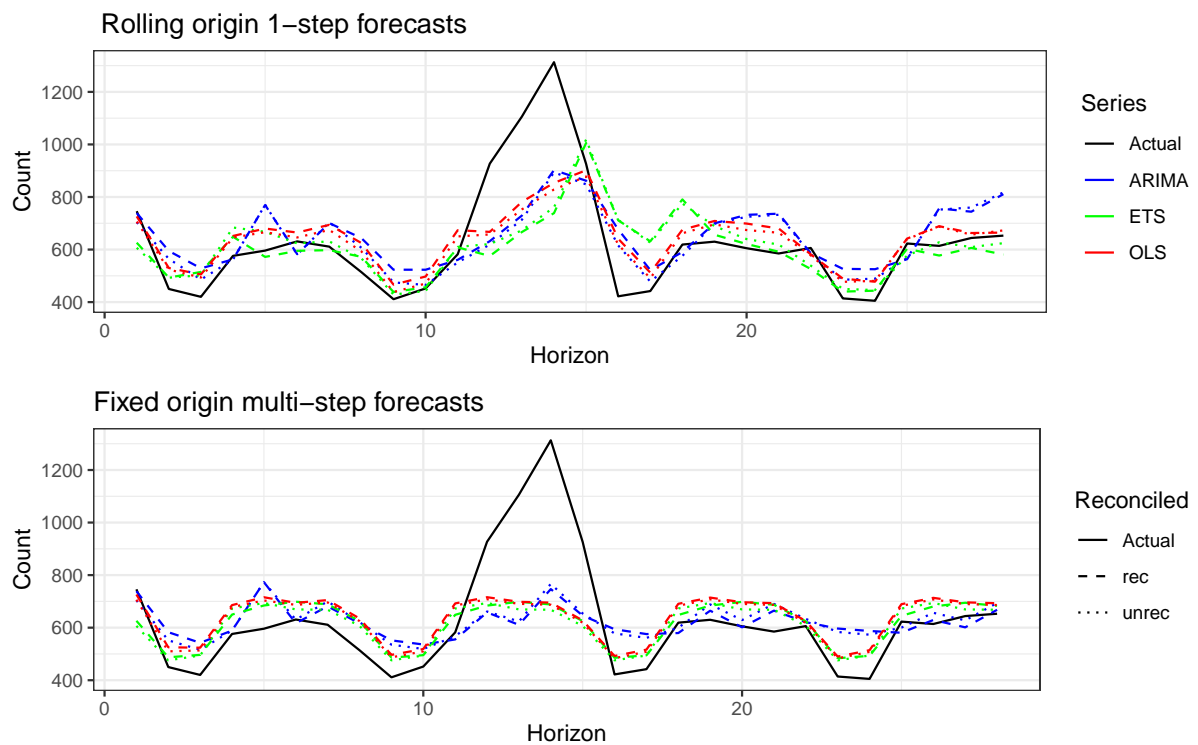 Rolling origin 1−step forecasts
Count
1200
1000
800
600
400
0
10
20
Horizon
Series
Actual
ARIMA
ETS
OLS
Fixed origin multi−step forecasts
Count
1200
1000
800
600
400
0
10
20
Horizon
Reconciled
Actual
rec
unrec